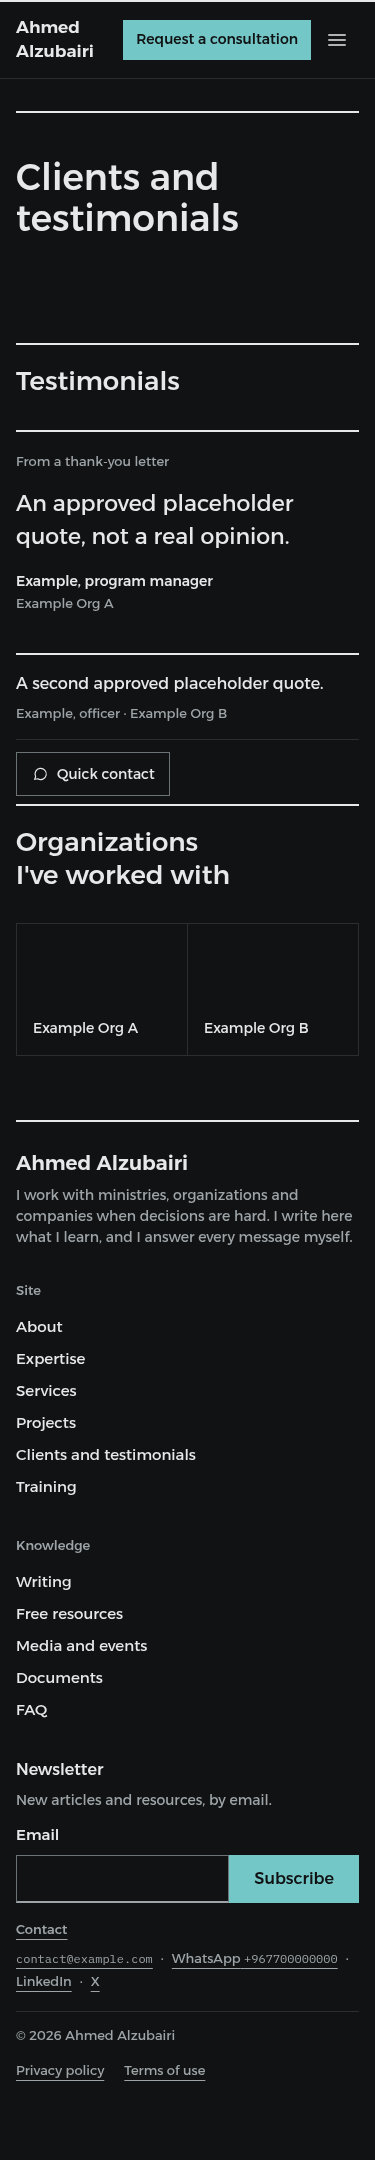 Ahmed
Alzubairi
Request a consultation
Clients and
testimonials
Testimonials
From a thank-you letter
An approved placeholder
quote, not a real opinion.
Example, program manager
Example Org A
A second approved placeholder quote.
Example, officer · Example Org B
Quick contact
Organizations
I've worked with
Example Org A
Example Org B
Ahmed Alzubairi
I work with ministries, organizations and
companies when decisions are hard. I write here
what I learn, and I answer every message myself.
Site
About
Expertise
Services
Projects
Clients and testimonials
Training
Knowledge
Writing
Free resources
Media and events
Documents
FAQ
Newsletter
New articles and resources, by email.
Email
Subscribe
Contact
contact@example.com · WhatsApp +967700000000 ·
LinkedIn · X
© 2026 Ahmed Alzubairi
Privacy policy Terms of use